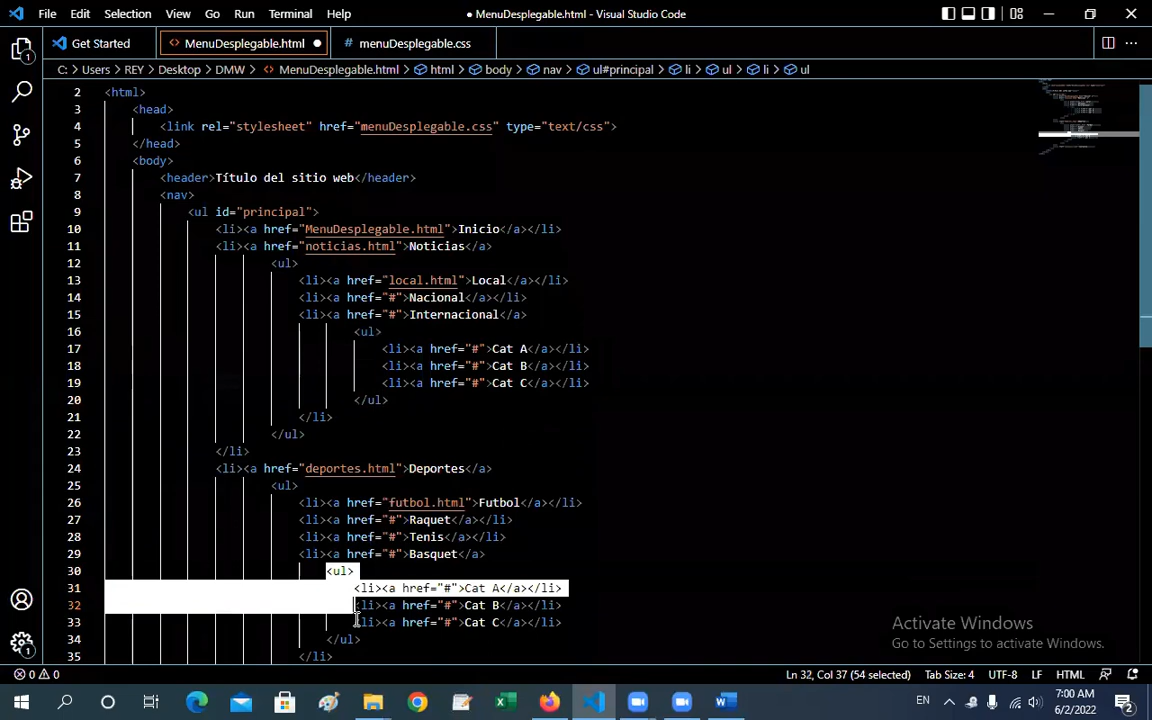 File Edit Selection View Go Run Terminal Help
● MenuDesplegable.html - Visual Studio Code
Get Started
<> MenuDesplegable.html ●
# menuDesplegable.css
C: > Users > REY > Desktop > DMW > <> MenuDesplegable.html > html > body > nav > ul#principal > li > ul > li > ul
2 <html>
3 <head>
4 <link rel="stylesheet" href="menuDesplegable.css" type="text/css">
5 </head>
6 <body>
7 <header>Título del sitio web</header>
8 <nav>
9 <ul id="principal">
10 <li><a href="MenuDesplegable.html">Inicio</a></li>
11 <li><a href="noticias.html">Noticias</a>
12 <ul>
13 <li><a href="local.html">Local</a></li>
14 <li><a href="#">Nacional</a></li>
15 <li><a href="#">Internacional</a>
16 <ul>
17 <li><a href="#">Cat A</a></li>
18 <li><a href="#">Cat B</a></li>
19 <li><a href="#">Cat C</a></li>
20 </ul>
21 </li>
22 </ul>
23 </li>
24 <li><a href="deportes.html">Deportes</a>
25 <ul>
26 <li><a href="futbol.html">Futbol</a></li>
27 <li><a href="#">Raquet</a></li>
28 <li><a href="#">Tenis</a></li>
29 <li><a href="#">Basquet</a>
30 <ul>
31 <li><a href="#">Cat A</a></li>
32 <li><a href="#">Cat B</a></li>
33 <li><a href="#">Cat C</a></li>
34 </ul>
35 </li>
Activate Windows
Go to Settings to activate Windows.
0 0
Ln 32, Col 37 (54 selected) Tab Size: 4 UTF-8 LF HTML
EN
7:00 AM
6/2/2022